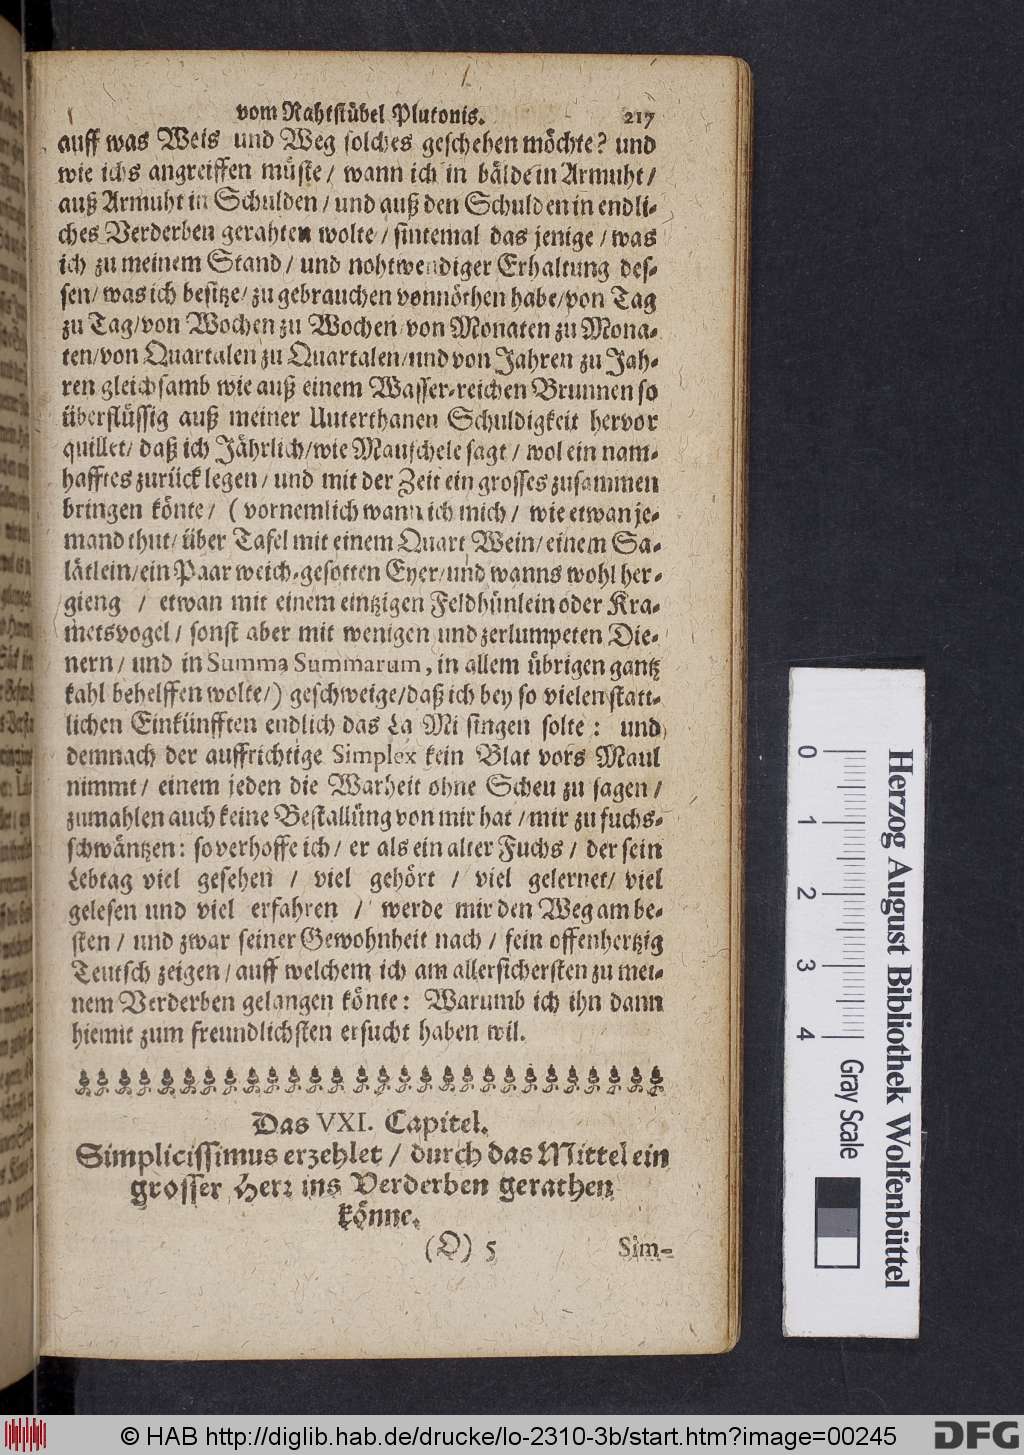 vom Rahtstübel Plutonis. 217
auff was Weis und Weg solches geschehen möchte? und
wie ichs angreiffen müste / wann ich in bälde in Armuht /
auß Armuht in Schulden / und auß den Schulden in endli-
ches Verderben gerahten wolte / sintemal das jenige / was
ich zu meinem Stand / und nohtwendiger Erhaltung des-
sen / was ich besitze / zu gebrauchen vonnöthen habe / von Tag
zu Tag / von Wochen zu Wochen von Monaten zu Mona-
ten / von Quartalen zu Quartalen / und von Jahren zu Jah-
ren gleichsamb wie auß einem Wasser-reichen Brunnen so
überflüssig auß meiner Unterthanen Schuldigkeit hervor
quillet / daß ich Jährlich / wie Mauschele sagt / wol ein nam-
hafftes zurück legen / und mit der Zeit ein grosses zusammen
bringen könte / ( vornemlich wann ich mich / wie etwan je-
mand thut / über Tafel mit einem Quart Wein / einem Sa-
lätlein / ein Paar weich-gesotten Eyer / und wanns wohl her-
gieng / etwan mit einem eintzigen Feldhünlein oder Kra-
metsvogel / sonst aber mit wenigen und zerlumpeten Die-
nern / und in Summa Summarum, in allem übrigen gantz
kahl behelffen wolte / ) geschweige / daß ich bey so vielen statt-
lichen Einkünfften endlich das La Mi singen solte : und
demnach der auffrichtige Simplex kein Blat vors Maul
nimmt / einem jeden die Warheit ohne Scheu zu sagen /
zumahlen auch keine Bestallüng von mir hat / mir zu fuchs-
schwäntzen : so verhoffe ich / er als ein alter Fuchs / der sein
Lebtag viel gesehen / viel gehört / viel gelernet / viel
gelesen und viel erfahren / werde mir den Weg am be-
sten / und zwar seiner Gewohnheit nach / fein offenhertzig
Teutsch zeigen / auff welchem ich am allersichersten zu mei-
nem Verderben gelangen könte : Warumb ich ihn dann
hiemit zum freundlichsten ersucht haben wil.
Das VXI. Capitel.
Simplicissimus erzehlet / durch das Mittel ein
grosser Herr ins Verderben gerathen
könne.
(O) 5 Sim-
0 1 2 3 4
Gray Scale
Herzog August Bibliothek Wolfenbüttel
© HAB http://diglib.hab.de/drucke/lo-2310-3b/start.htm?image=00245
DFG